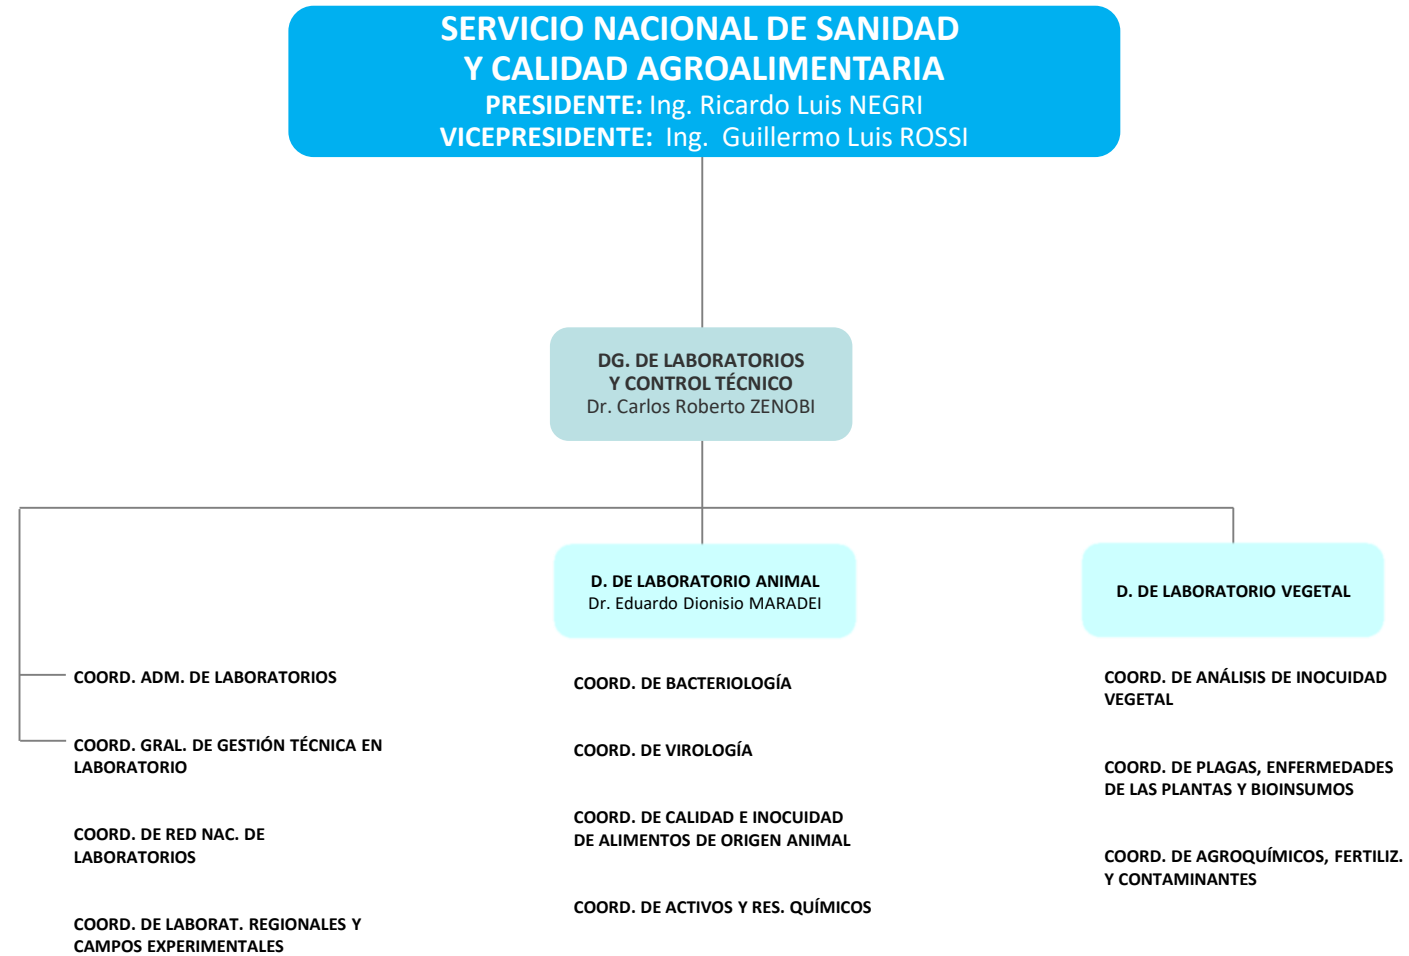 SERVICIO NACIONAL DE SANIDAD
Y CALIDAD AGROALIMENTARIA
PRESIDENTE: Ing. Ricardo Luis NEGRI
VICEPRESIDENTE: Ing. Guillermo Luis ROSSI
DG. DE LABORATORIOS
Y CONTROL TÉCNICO
Dr. Carlos Roberto ZENOBI
COORD. ADM. DE LABORATORIOS
COORD. GRAL. DE GESTIÓN TÉCNICA EN
LABORATORIO
COORD. DE RED NAC. DE
LABORATORIOS
COORD. DE LABORAT. REGIONALES Y
CAMPOS EXPERIMENTALES
D. DE LABORATORIO ANIMAL
Dr. Eduardo Dionisio MARADEI
COORD. DE BACTERIOLOGÍA
COORD. DE VIROLOGÍA
COORD. DE CALIDAD E INOCUIDAD
DE ALIMENTOS DE ORIGEN ANIMAL
COORD. DE ACTIVOS Y RES. QUÍMICOS
D. DE LABORATORIO VEGETAL
COORD. DE ANÁLISIS DE INOCUIDAD
VEGETAL
COORD. DE PLAGAS, ENFERMEDADES
DE LAS PLANTAS Y BIOINSUMOS
COORD. DE AGROQUÍMICOS, FERTILIZ.
Y CONTAMINANTES